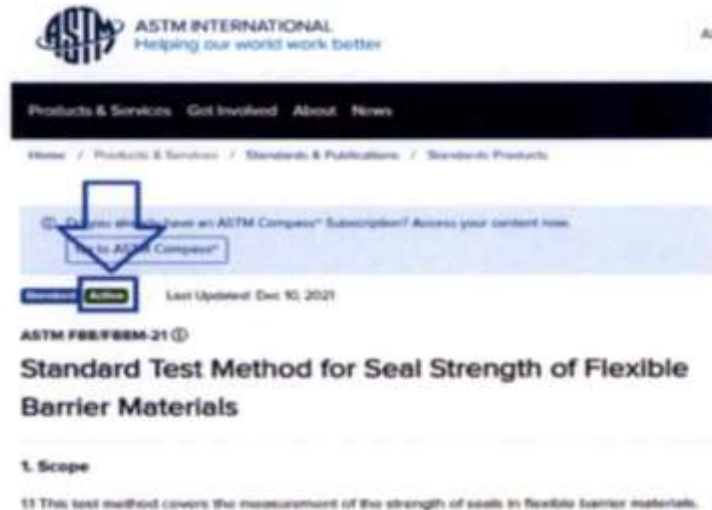 ASTM
ASTM INTERNATIONAL
Helping our world work better
Products & Services Get Involved About News
Home / Products & Services / Standards & Publications / Standards Products
have an ASTM Compass® Subscription? Access your content now.
to ASTM Compass®
Standard Active Last Updated: Dec 10, 2021
ASTM F88/F88M-21
Standard Test Method for Seal Strength of Flexible
Barrier Materials
1. Scope
1.1 This test method covers the measurement of the strength of seals in flexible barrier materials.